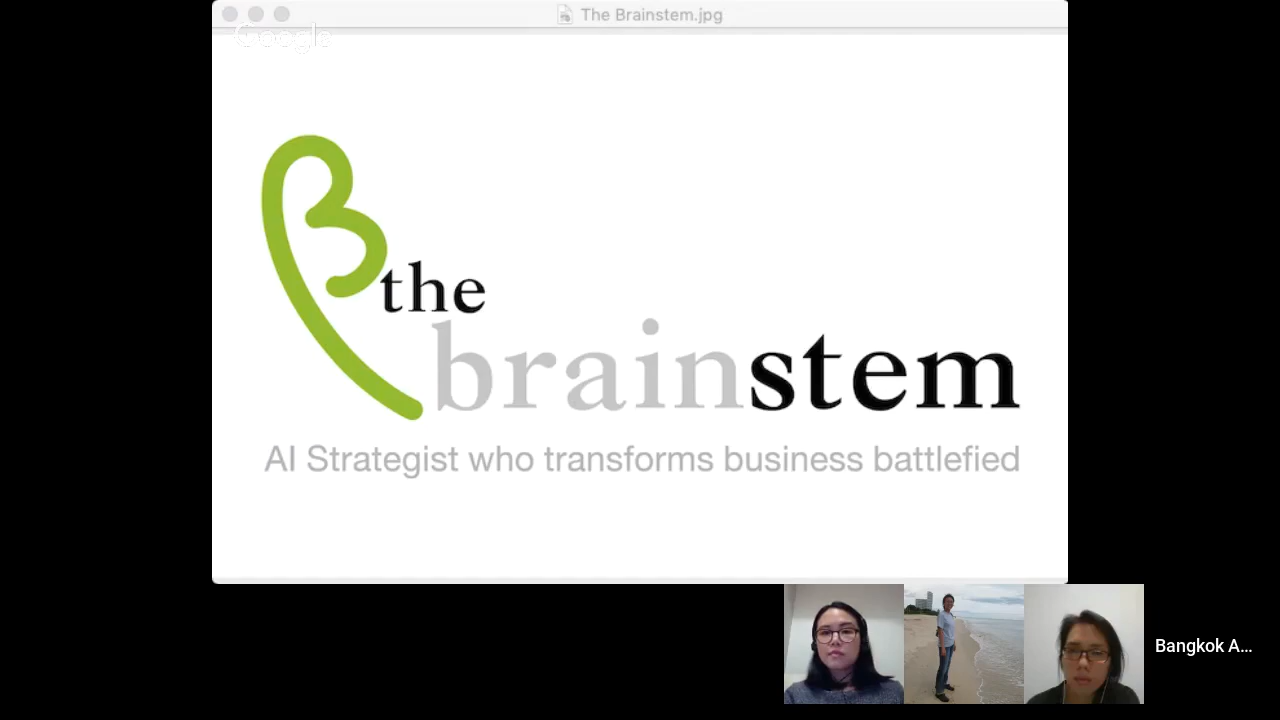 The Brainstem.jpg
Google
the
brainstem
AI Strategist who transforms business battlefied
Bangkok A...